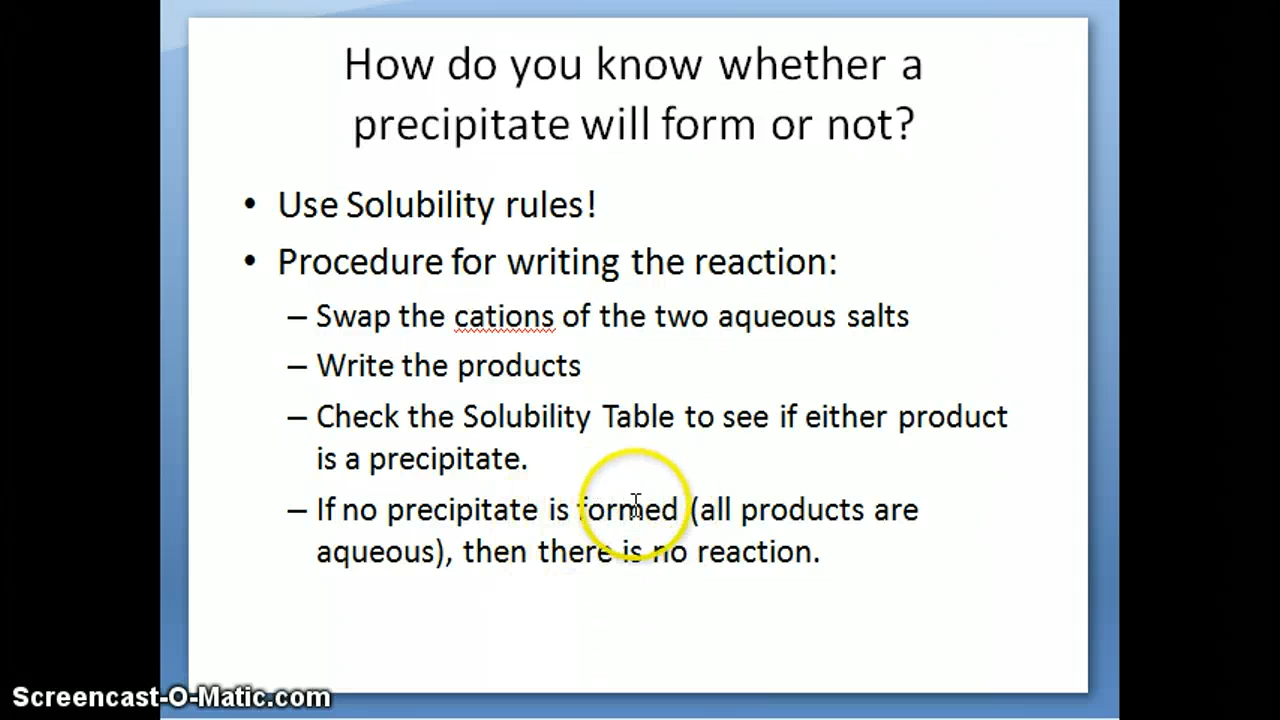 How do you know whether a
precipitate will form or not?
• Use Solubility rules!
• Procedure for writing the reaction:
– Swap the cations of the two aqueous salts
– Write the products
– Check the Solubility Table to see if either product
is a precipitate.
– If no precipitate is formed (all products are
aqueous), then there is no reaction.
Screencast-O-Matic.com